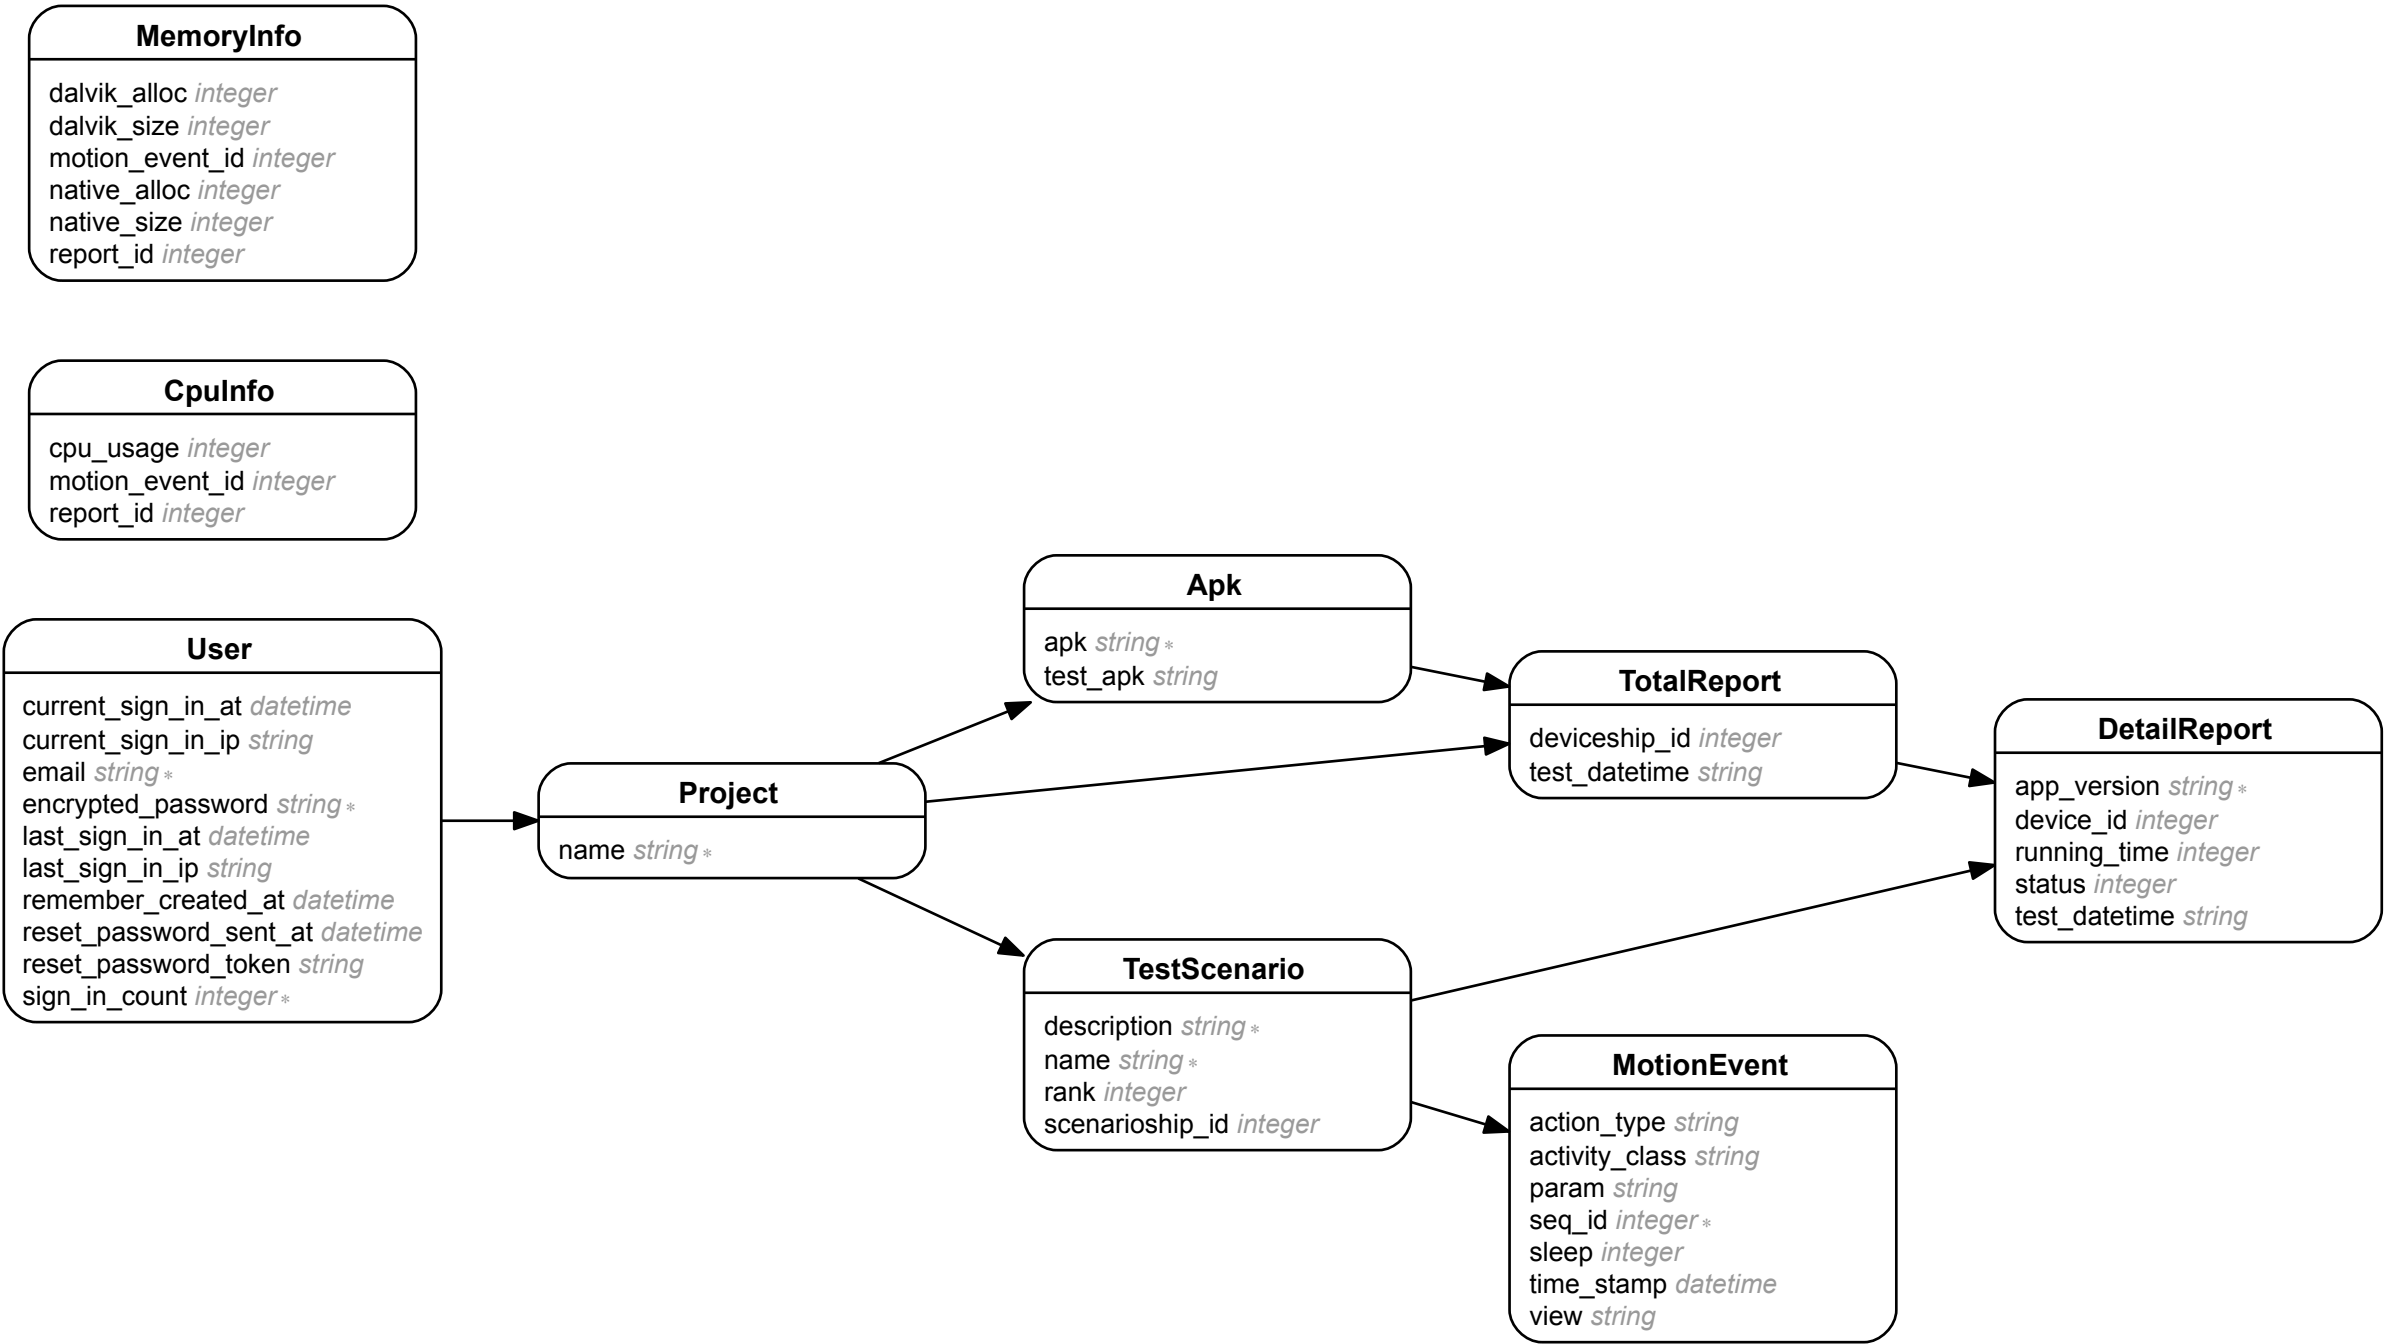 MemoryInfo
dalvik_alloc integer
dalvik_size integer
motion_event_id integer
native_alloc integer
native_size integer
report_id integer
CpuInfo
cpu_usage integer
motion_event_id integer
report_id integer
User
current_sign_in_at datetime
current_sign_in_ip string
email string *
encrypted_password string *
last_sign_in_at datetime
last_sign_in_ip string
remember_created_at datetime
reset_password_sent_at datetime
reset_password_token string
sign_in_count integer *
Project
name string *
Apk
apk string *
test_apk string
TestScenario
description string *
name string *
rank integer
scenarioship_id integer
TotalReport
deviceship_id integer
test_datetime string
MotionEvent
action_type string
activity_class string
param string
seq_id integer *
sleep integer
time_stamp datetime
view string
DetailReport
app_version string *
device_id integer
running_time integer
status integer
test_datetime string